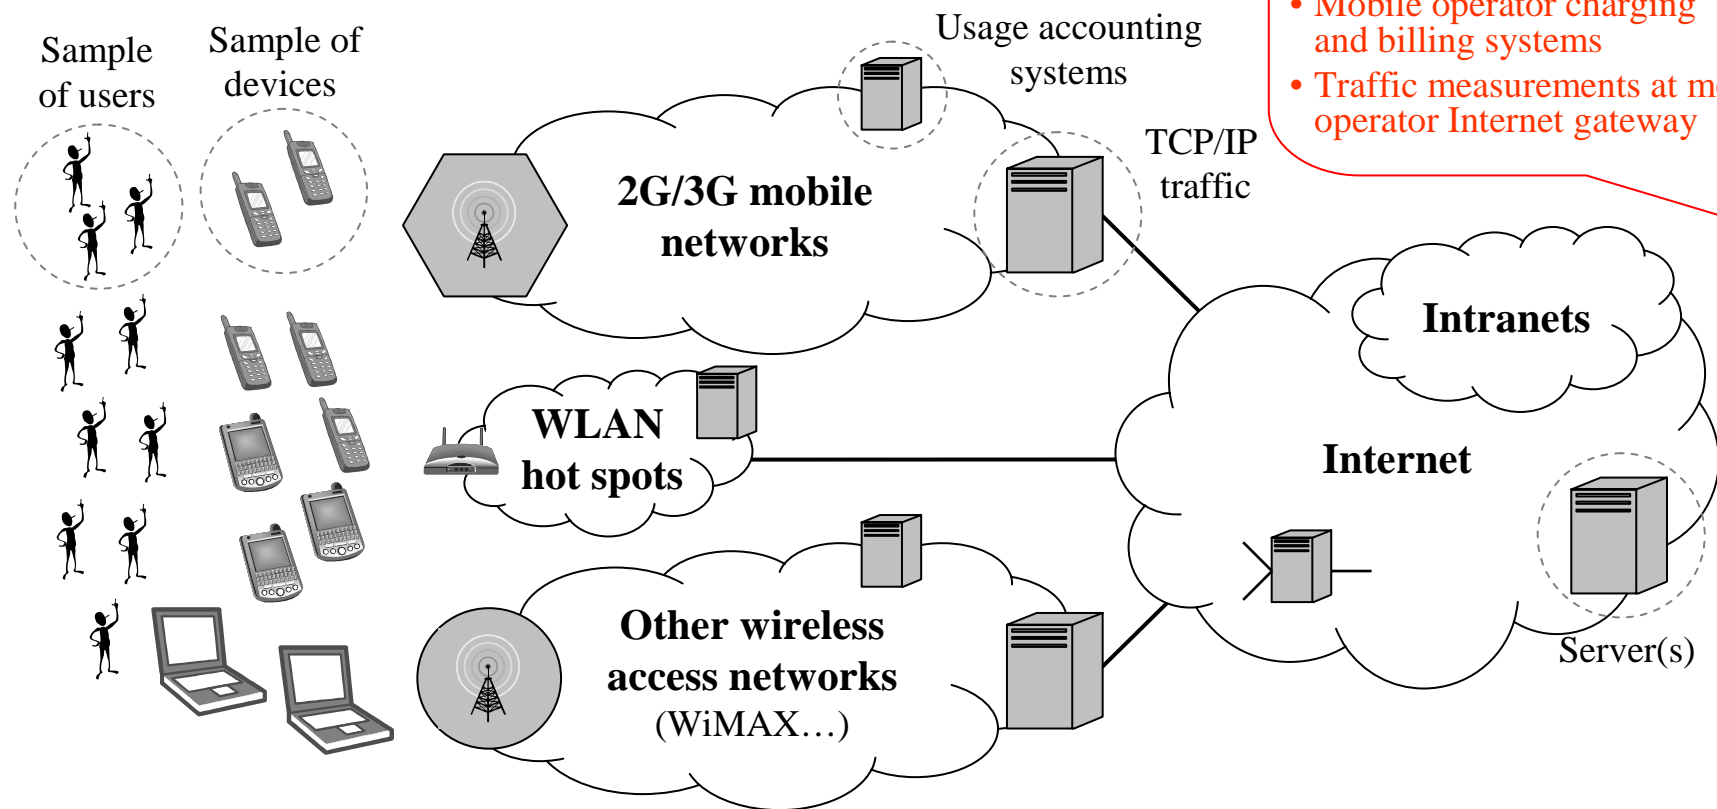 Sample
of users
Sample of
devices
Usage accounting
systems
• Mobile operator charging
and billing systems
• Traffic measurements at
operator Internet gateway
TCP/IP
traffic
2G/3G mobile
networks
Intranets
WLAN
hot spots
Internet
Other wireless
access networks
(WiMAX…)
Server(s)